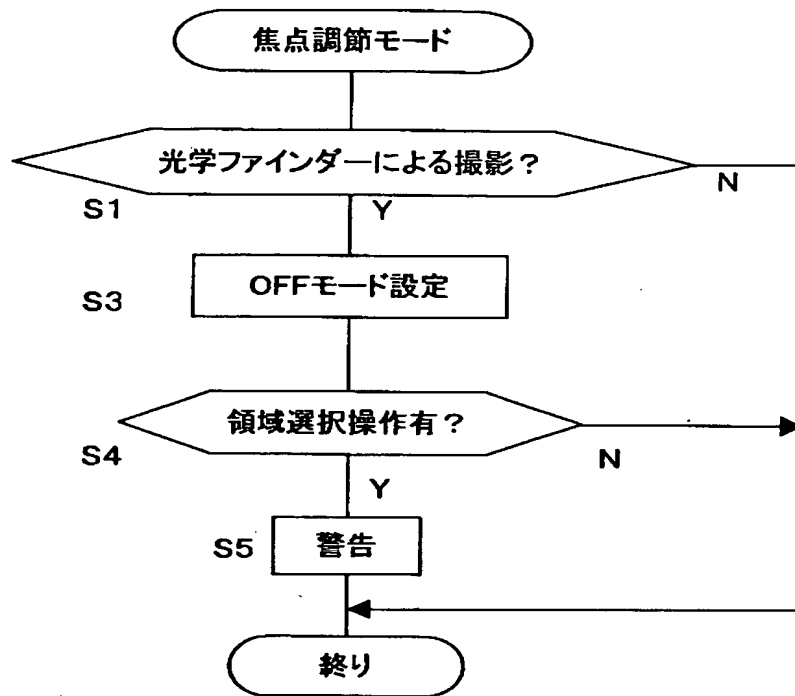 焦点調節モード
光学ファインダーによる撮影？
N
S1
Y
OFFモード設定
S3
領域選択操作有？
S4
N
Y
S5
警告
終り